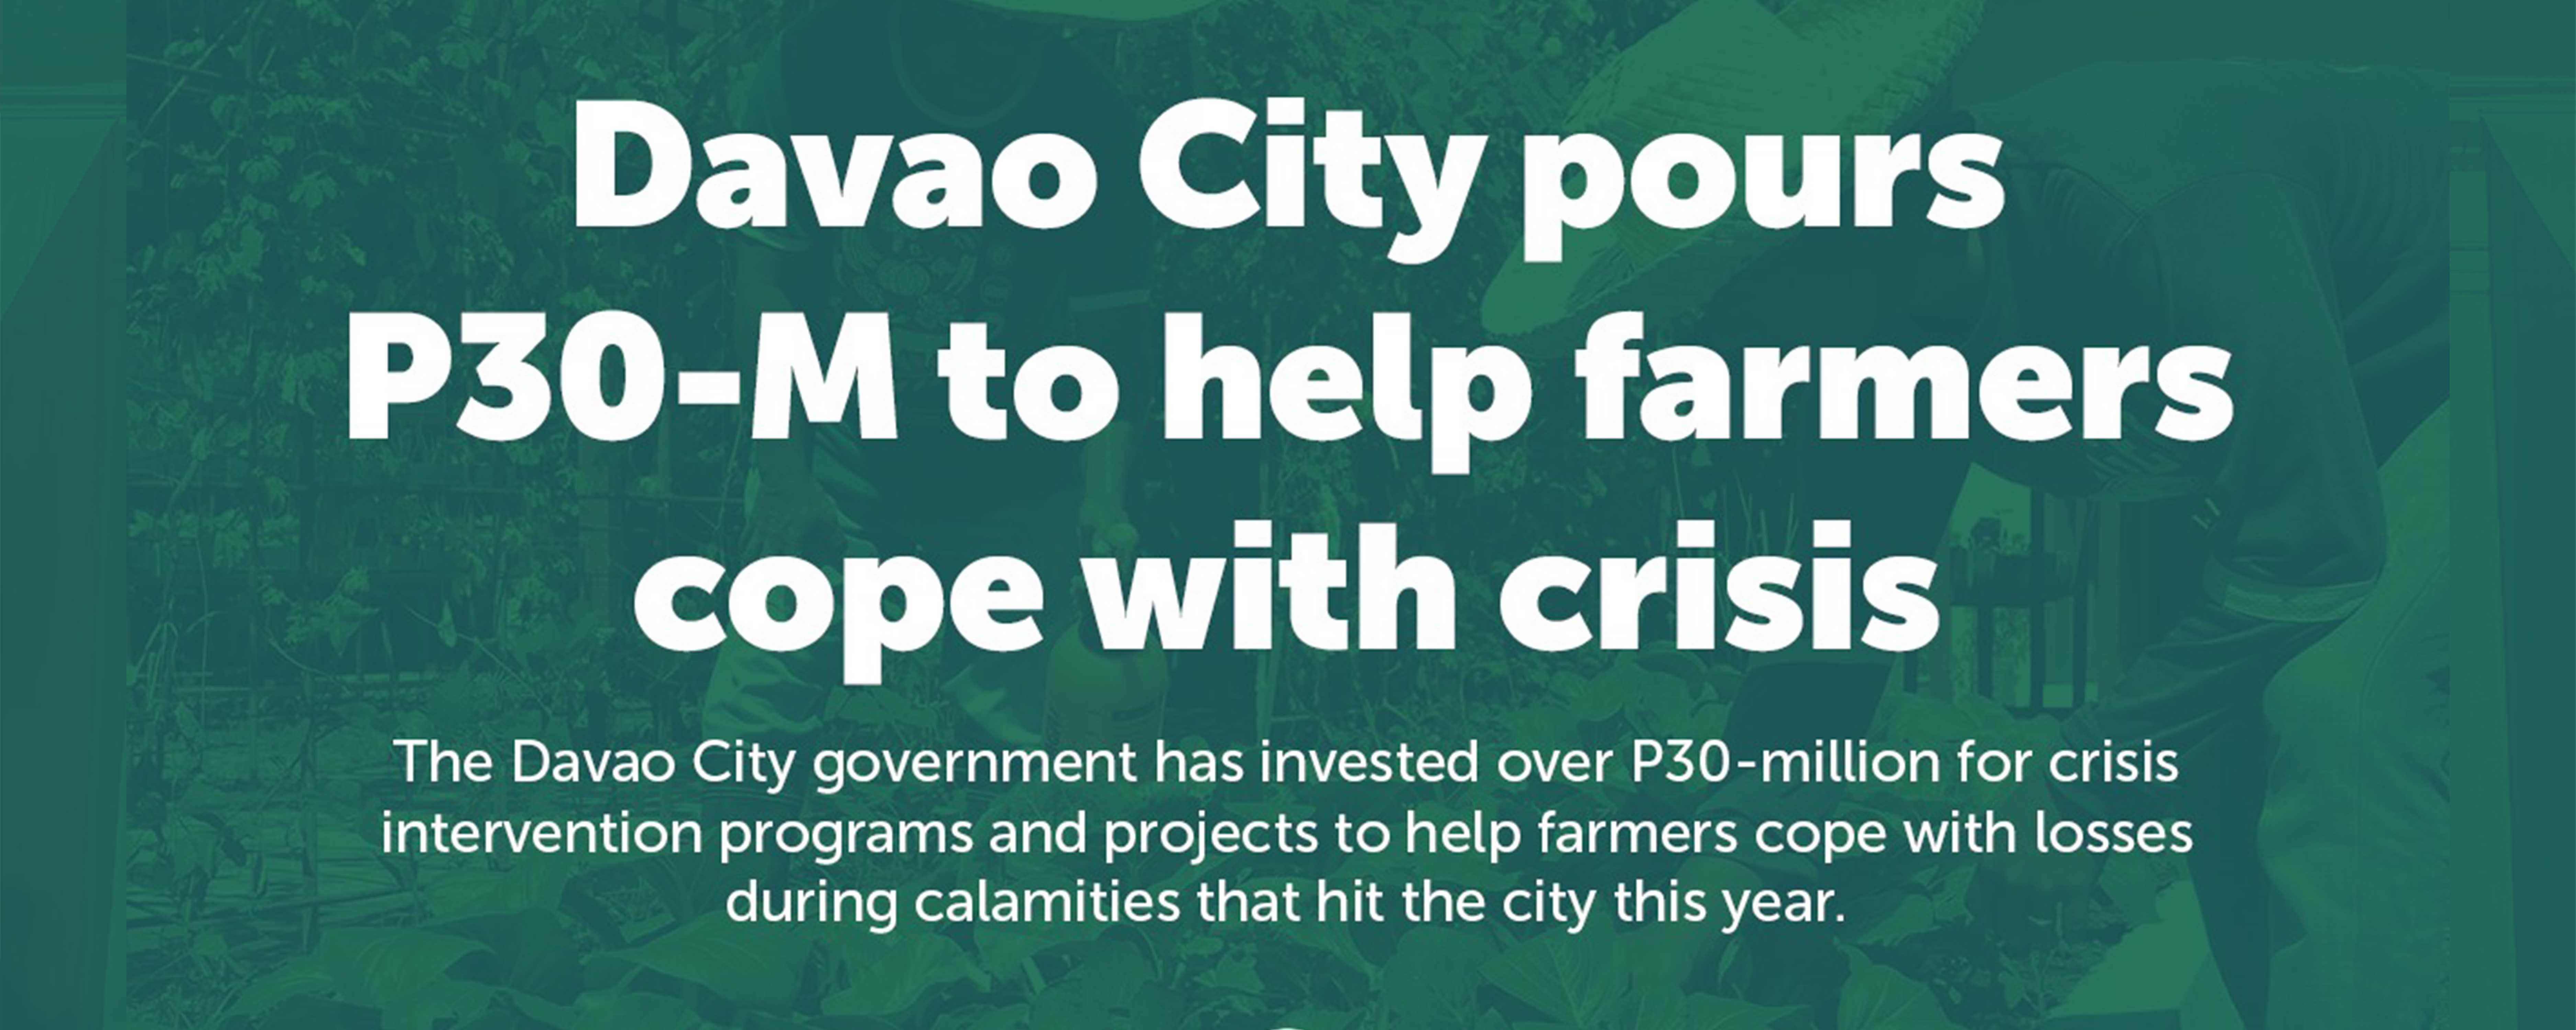 Davao City pours
P30-M to help farmers
cope with crisis
The Davao City government has invested over P30-million for crisis
intervention programs and projects to help farmers cope with losses
during calamities that hit the city this year.